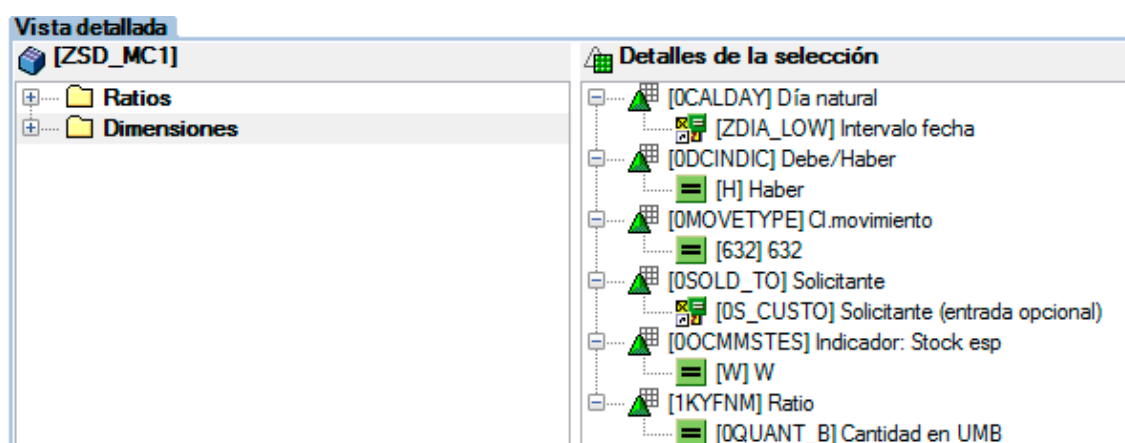 Vista detallada
[ZSD_MC1]
Ratios
Dimensiones
Detalles de la selección
[0CALDAY] Día natural
[ZDIA_LOW] Intervalo fecha
[0DCINDIC] Debe/Haber
[H] Haber
[0MOVETYPE] Cl.movimiento
[632] 632
[0SOLD_TO] Solicitante
[0S_CUSTO] Solicitante (entrada opcional)
[0OCMMSTES] Indicador: Stock esp
[W] W
[1KYFNM] Ratio
[0QUANT_B] Cantidad en UMB